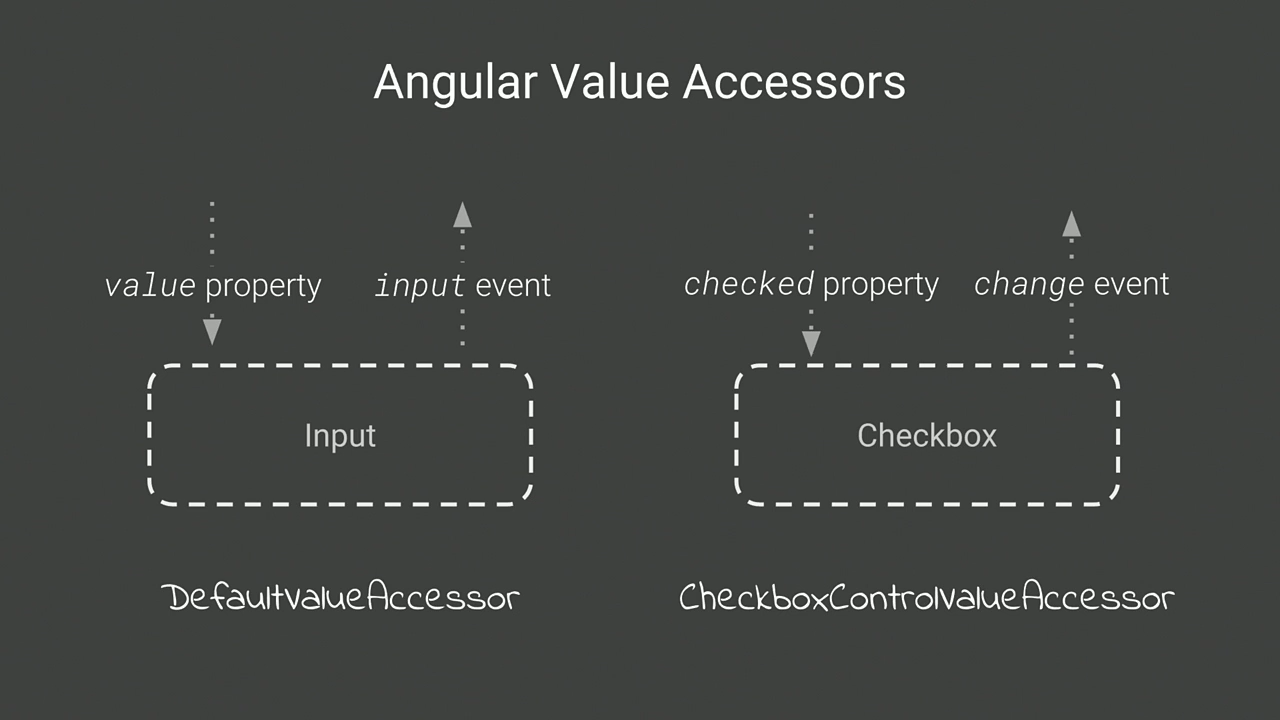 Angular Value Accessors
value property
input event
checked property
change event
Input
Checkbox
DefaultValueAccessor
CheckboxControlValueAccessor